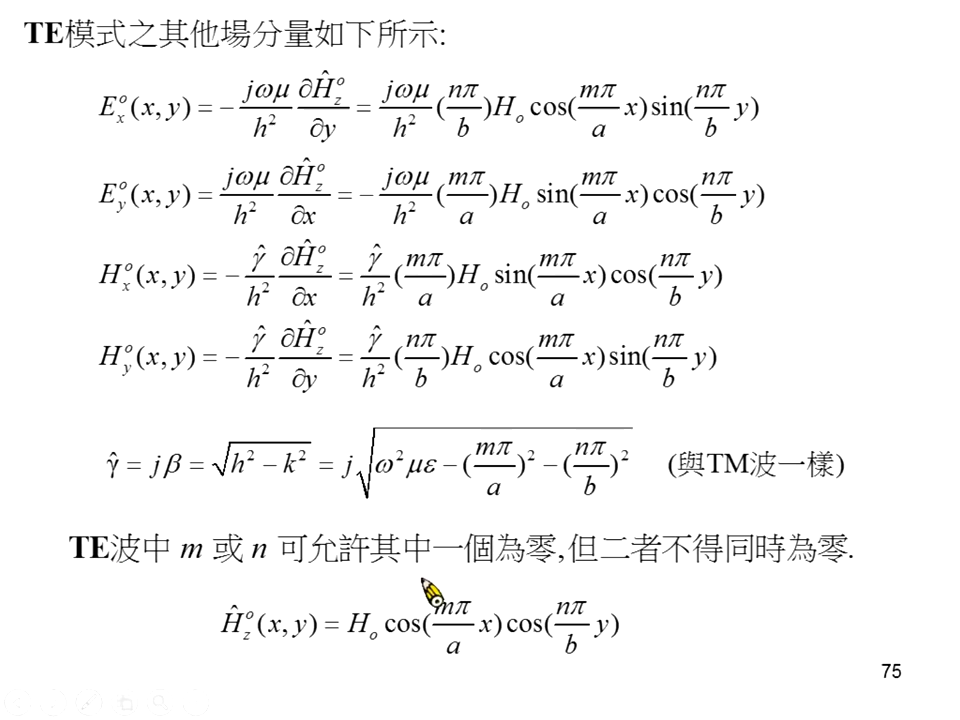 TE模式之其他場分量如下所示:
E_x^o(x, y) = − (jωμ/h²) (∂Ĥ_z^o/∂y) = (jωμ/h²)(nπ/b)H_o cos(mπ/a x)sin(nπ/b y)
E_y^o(x, y) = (jωμ/h²) (∂Ĥ_z^o/∂x) = − (jωμ/h²)(mπ/a)H_o sin(mπ/a x)cos(nπ/b y)
H_x^o(x, y) = − (γ̂/h²) (∂Ĥ_z^o/∂x) = (γ̂/h²)(mπ/a)H_o sin(mπ/a x)cos(nπ/b y)
H_y^o(x, y) = − (γ̂/h²) (∂Ĥ_z^o/∂y) = (γ̂/h²)(nπ/b)H_o cos(mπ/a x)sin(nπ/b y)
γ̂ = jβ = √(h² − k²) = j√(ω²με − (mπ/a)² − (nπ/b)²) (與TM波一樣)
TE波中 m 或 n 可允許其中一個為零,但二者不得同時為零.
Ĥ_z^o(x, y) = H_o cos(mπ/a x)cos(nπ/b y)
75